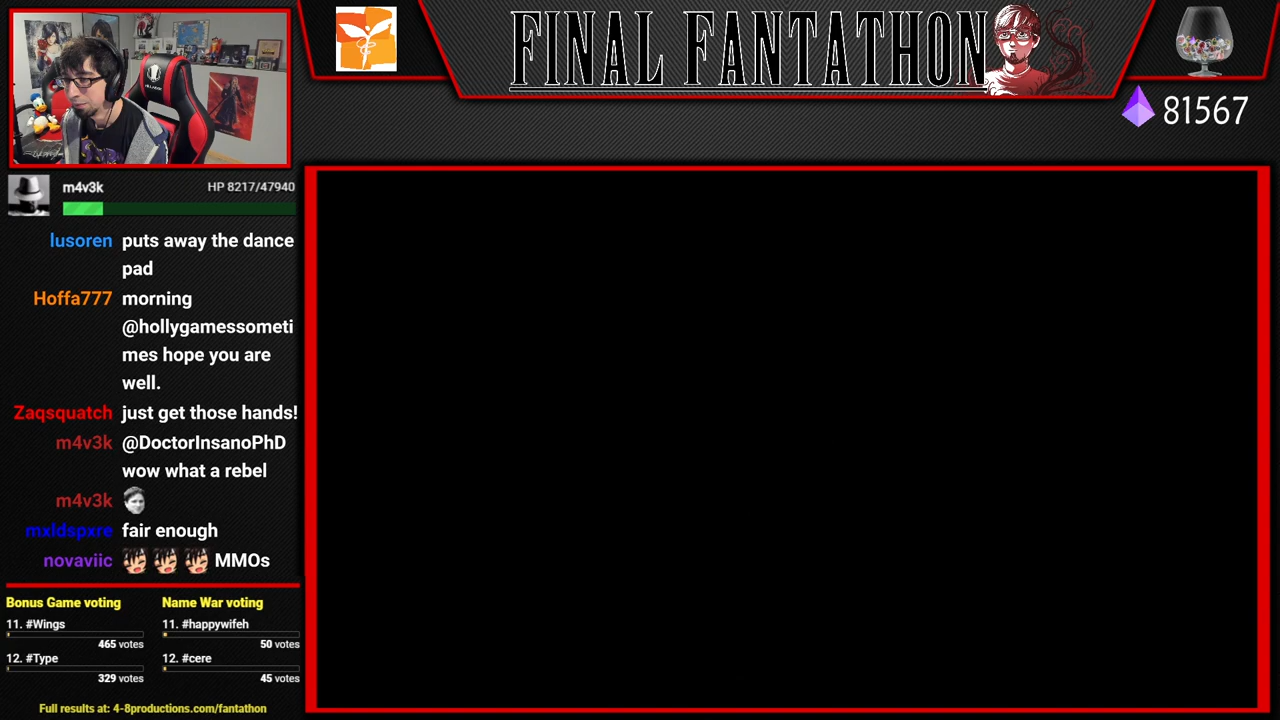 FINAL FANTATHON
81567
m4v3k HP 8217/47940
lusoren puts away the dance
pad
Hoffa777 morning
@hollygamessometi
mes hope you are
well.
Zaqsquatch just get those hands!
m4v3k @DoctorInsanoPhD
wow what a rebel
m4v3k
mxldspxre fair enough
novaviic MMOs
Bonus Game voting Name War voting
11. #Wings 11. #happywifeh
465 votes 50 votes
12. #Type 12. #cere
329 votes 45 votes
Full results at: 4-8productions.com/fantathon